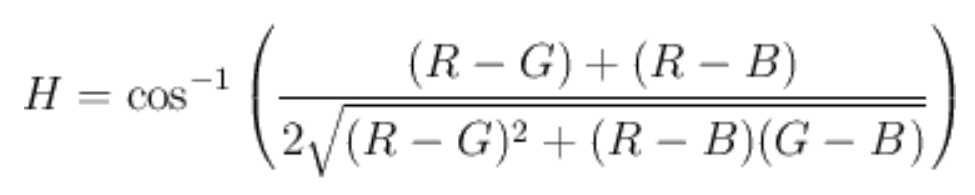 H = cos⁻¹ ( ((R − G) + (R − B)) / (2√((R − G)² + (R − B)(G − B))) )